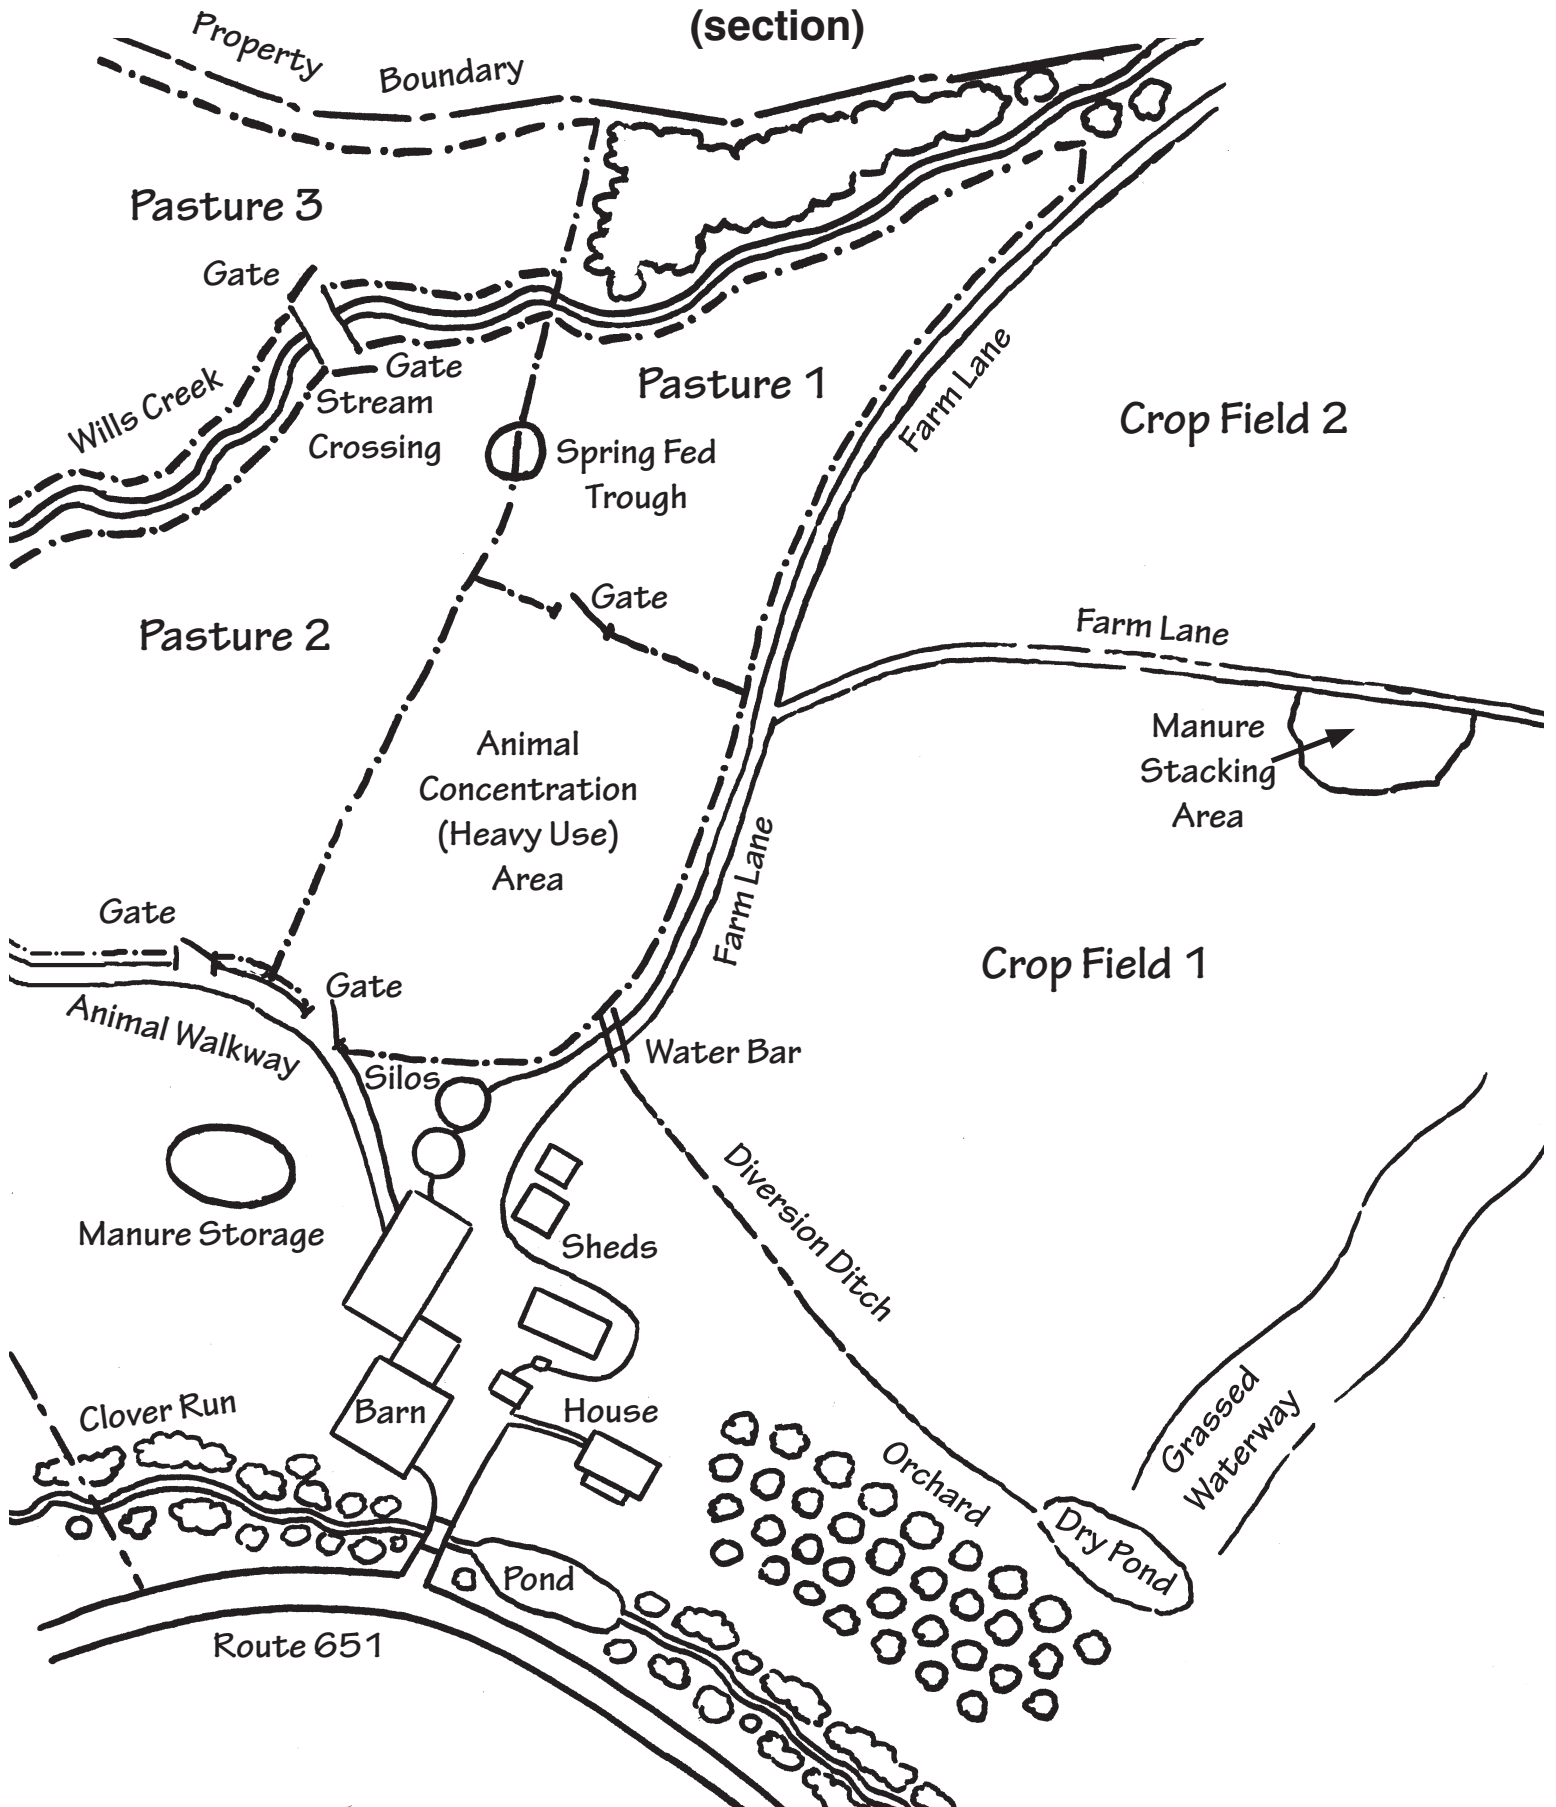 (section)
Property
Boundary
Pasture 3
Gate
Gate
Wills Creek
Stream
Crossing
Pasture 1
Spring Fed
Trough
Farm Lane
Crop Field 2
Gate
Pasture 2
Farm Lane
Animal
Concentration
(Heavy Use)
Area
Manure
Stacking
Area
Farm Lane
Gate
Crop Field 1
Gate
Animal Walkway
Water Bar
Silos
Diversion Ditch
Manure Storage
Sheds
Clover Run
Barn
House
Grassed
Waterway
Orchard
Dry Pond
Pond
Route 651